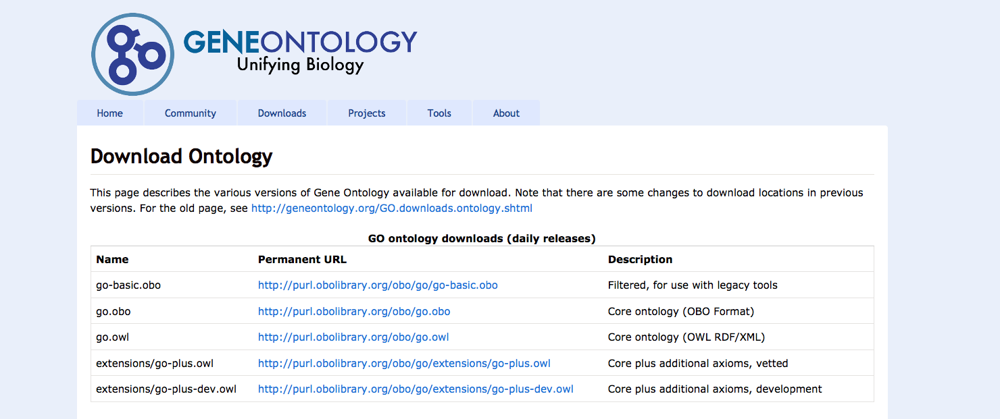 go
GENEONTOLOGY
Unifying Biology
Home Community Downloads Projects Tools About
Download Ontology
This page describes the various versions of Gene Ontology available for download. Note that there are some changes to download locations in previous
versions. For the old page, see http://geneontology.org/GO.downloads.ontology.shtml
GO ontology downloads (daily releases)
Name Permanent URL Description
go-basic.obo http://purl.obolibrary.org/obo/go/go-basic.obo Filtered, for use with legacy tools
go.obo http://purl.obolibrary.org/obo/go.obo Core ontology (OBO Format)
go.owl http://purl.obolibrary.org/obo/go.owl Core ontology (OWL RDF/XML)
extensions/go-plus.owl http://purl.obolibrary.org/obo/go/extensions/go-plus.owl Core plus additional axioms, vetted
extensions/go-plus-dev.owl http://purl.obolibrary.org/obo/go/extensions/go-plus-dev.owl Core plus additional axioms, development